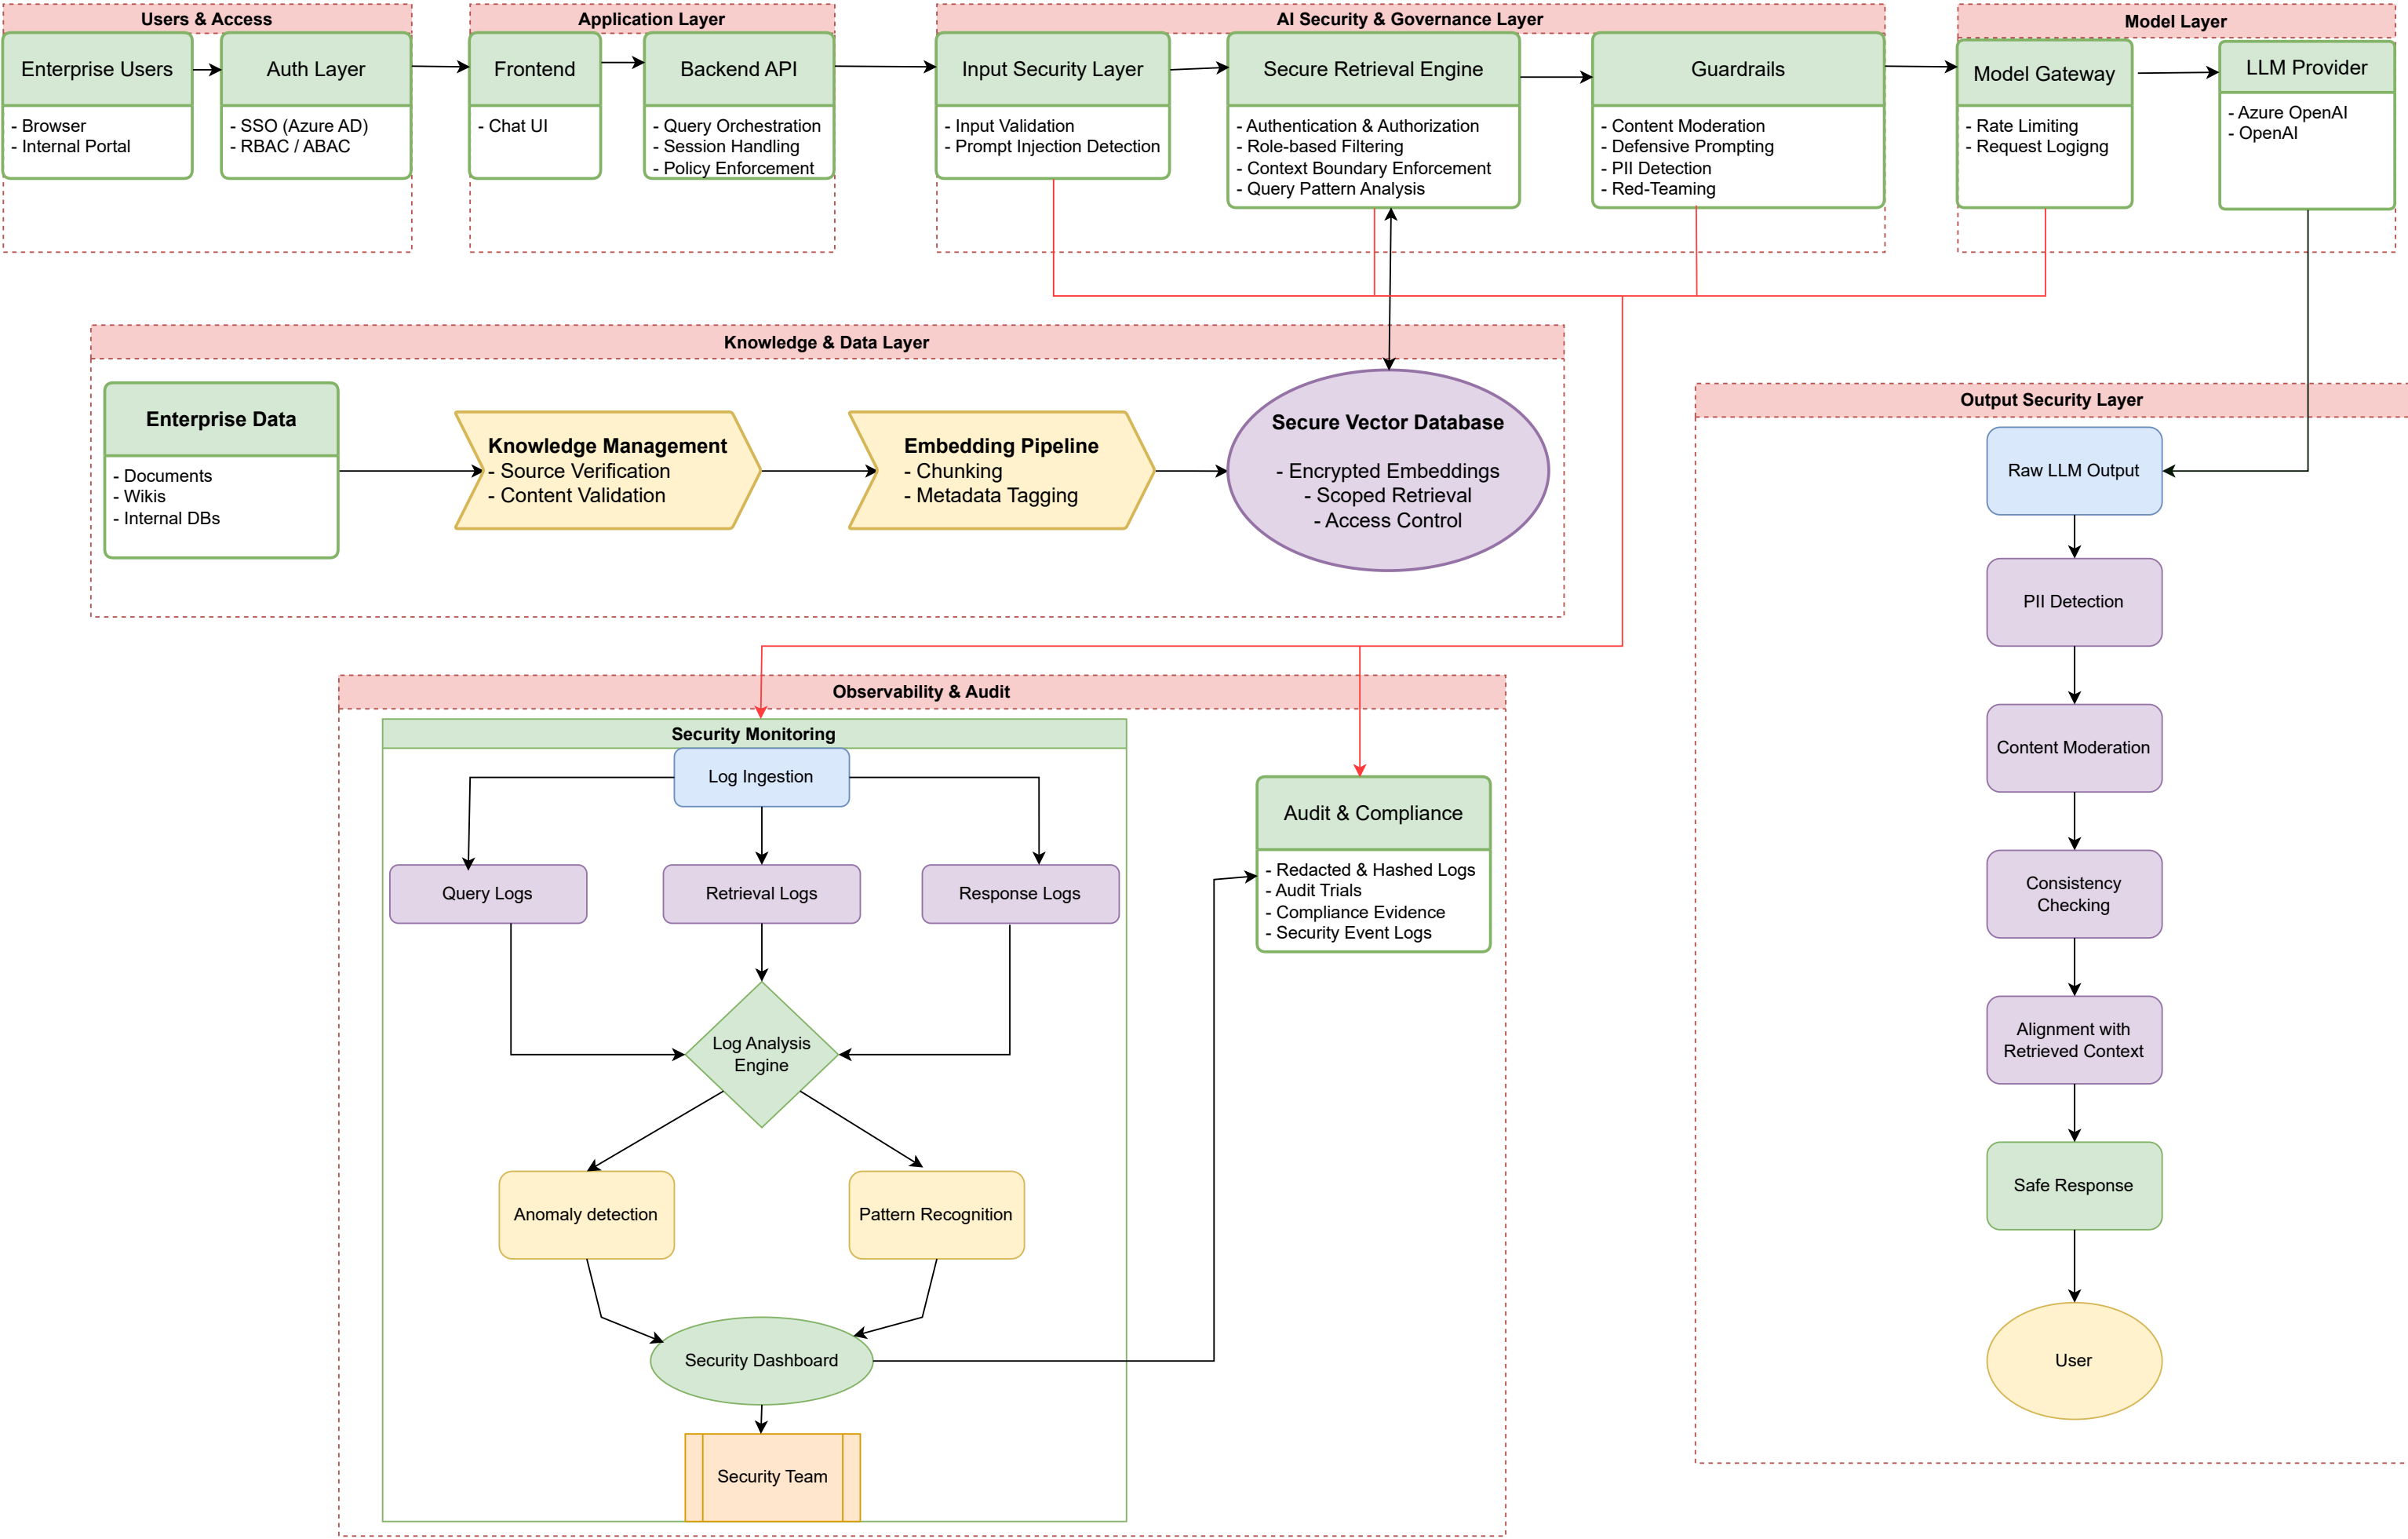 Users & Access
Enterprise Users
- Browser
- Internal Portal
Auth Layer
- SSO (Azure AD)
- RBAC / ABAC
Application Layer
Frontend
- Chat UI
Backend API
- Query Orchestration
- Session Handling
- Policy Enforcement
AI Security & Governance Layer
Input Security Layer
- Input Validation
- Prompt Injection Detection
Secure Retrieval Engine
- Authentication & Authorization
- Role-based Filtering
- Context Boundary Enforcement
- Query Pattern Analysis
Guardrails
- Content Moderation
- Defensive Prompting
- PII Detection
- Red-Teaming
Model Layer
Model Gateway
- Rate Limiting
- Request Logigng
LLM Provider
- Azure OpenAI
- OpenAI
Knowledge & Data Layer
Enterprise Data
- Documents
- Wikis
- Internal DBs
Knowledge Management
- Source Verification
- Content Validation
Embedding Pipeline
- Chunking
- Metadata Tagging
Secure Vector Database
- Encrypted Embeddings
- Scoped Retrieval
- Access Control
Observability & Audit
Security Monitoring
Log Ingestion
Query Logs
Retrieval Logs
Response Logs
Log Analysis
Engine
Anomaly detection
Pattern Recognition
Security Dashboard
Security Team
Audit & Compliance
- Redacted & Hashed Logs
- Audit Trials
- Compliance Evidence
- Security Event Logs
Output Security Layer
Raw LLM Output
PII Detection
Content Moderation
Consistency
Checking
Alignment with
Retrieved Context
Safe Response
User